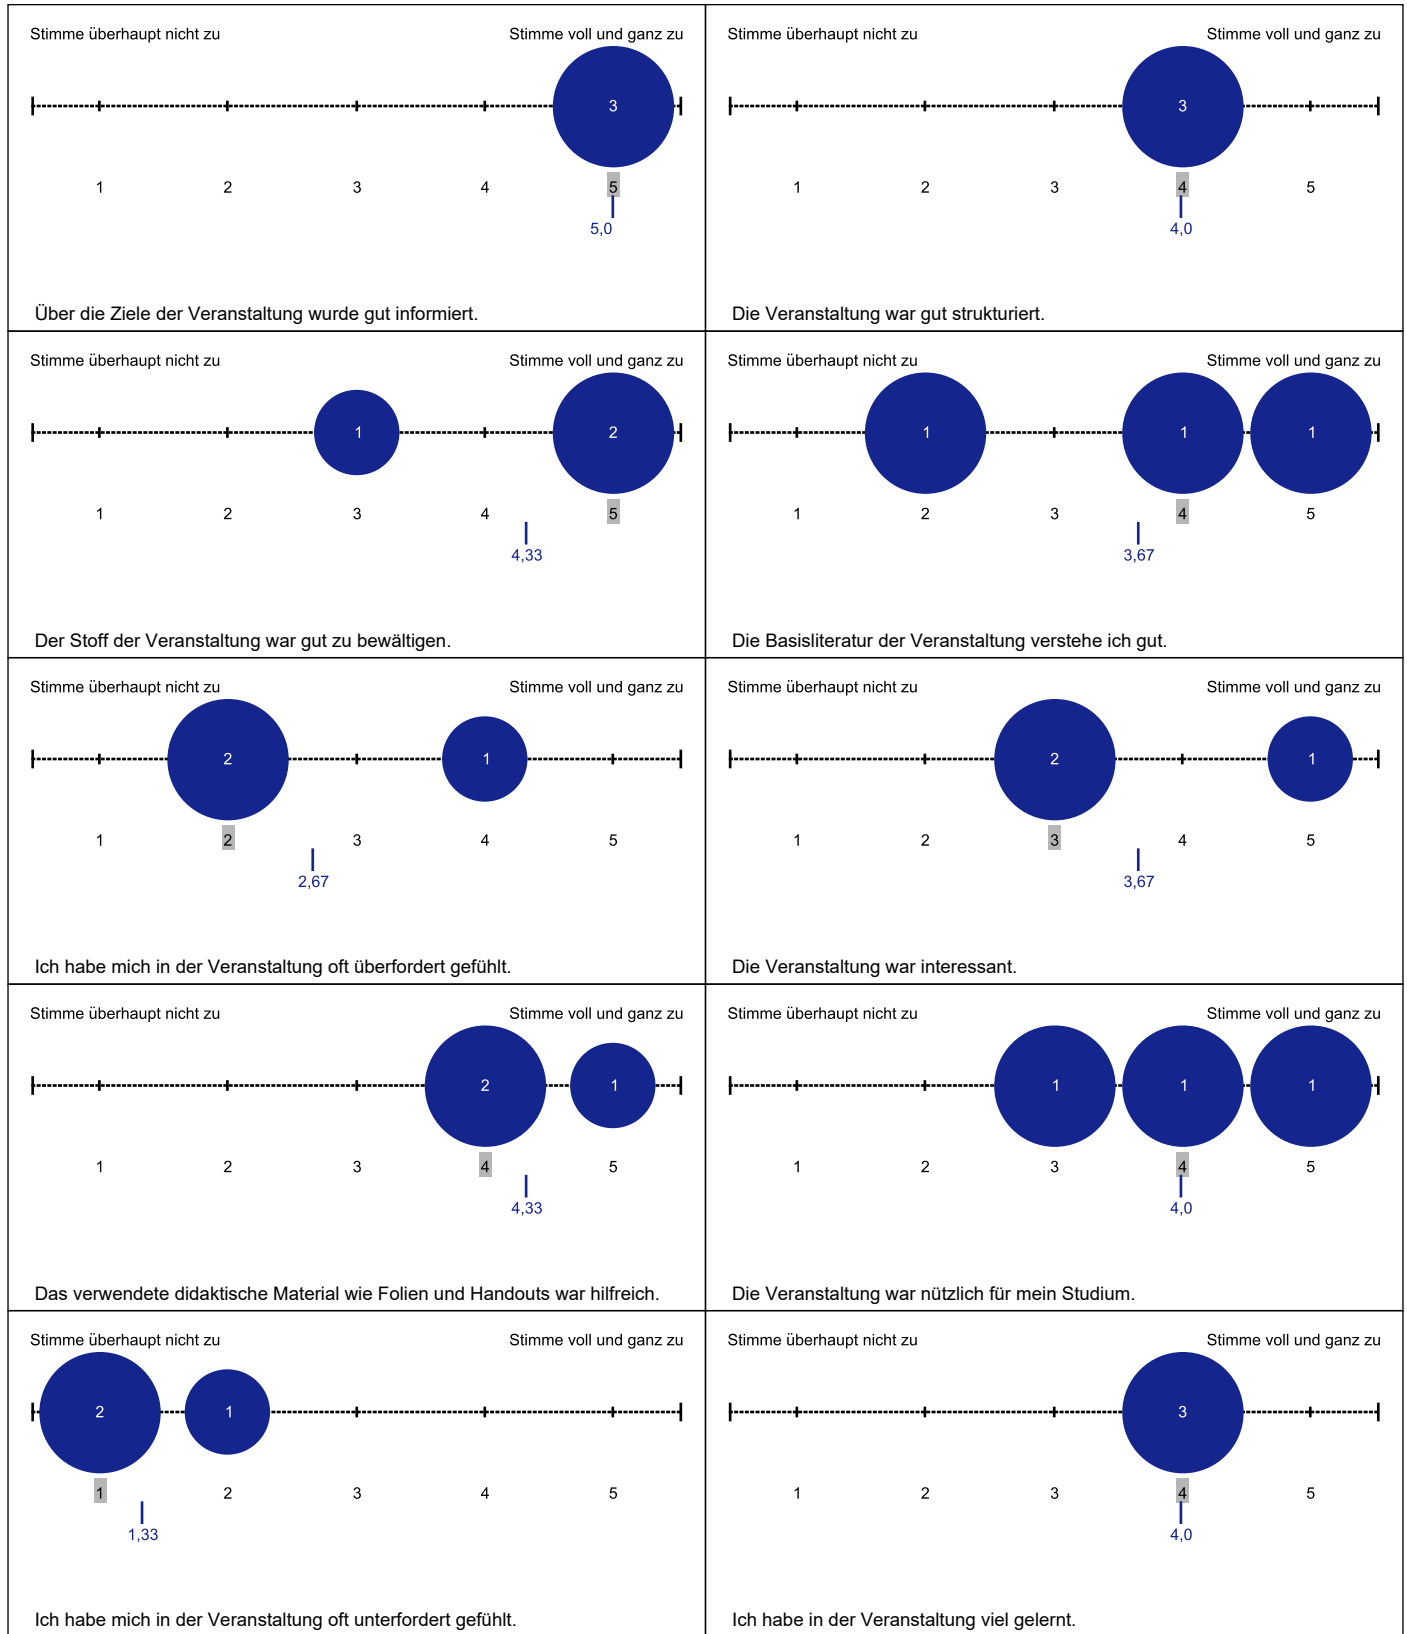 Stimme überhaupt nicht zu Stimme voll und ganz zu
3
1 2 3 4 5
5,0
Über die Ziele der Veranstaltung wurde gut informiert.
Stimme überhaupt nicht zu Stimme voll und ganz zu
3
1 2 3 4 5
4,0
Die Veranstaltung war gut strukturiert.
Stimme überhaupt nicht zu Stimme voll und ganz zu
1 2
1 2 3 4 5
4,33
Der Stoff der Veranstaltung war gut zu bewältigen.
Stimme überhaupt nicht zu Stimme voll und ganz zu
1 1 1
1 2 3 4 5
3,67
Die Basisliteratur der Veranstaltung verstehe ich gut.
Stimme überhaupt nicht zu Stimme voll und ganz zu
2 1
1 2 3 4 5
2,67
Ich habe mich in der Veranstaltung oft überfordert gefühlt.
Stimme überhaupt nicht zu Stimme voll und ganz zu
2 1
1 2 3 4 5
3,67
Die Veranstaltung war interessant.
Stimme überhaupt nicht zu Stimme voll und ganz zu
2 1
1 2 3 4 5
4,33
Das verwendete didaktische Material wie Folien und Handouts war hilfreich.
Stimme überhaupt nicht zu Stimme voll und ganz zu
1 1 1
1 2 3 4 5
4,0
Die Veranstaltung war nützlich für mein Studium.
Stimme überhaupt nicht zu Stimme voll und ganz zu
2 1
1 2 3 4 5
1,33
Ich habe mich in der Veranstaltung oft unterfordert gefühlt.
Stimme überhaupt nicht zu Stimme voll und ganz zu
3
1 2 3 4 5
4,0
Ich habe in der Veranstaltung viel gelernt.